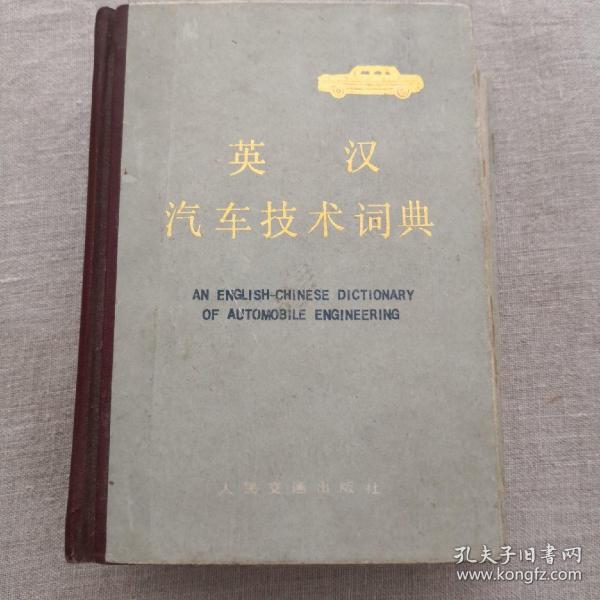 英 汉
汽车技术词典
AN ENGLISH-CHINESE DICTIONARY
OF AUTOMOBILE ENGINEERING
人民交通出版社
孔夫子旧书网
www.kongfz.com